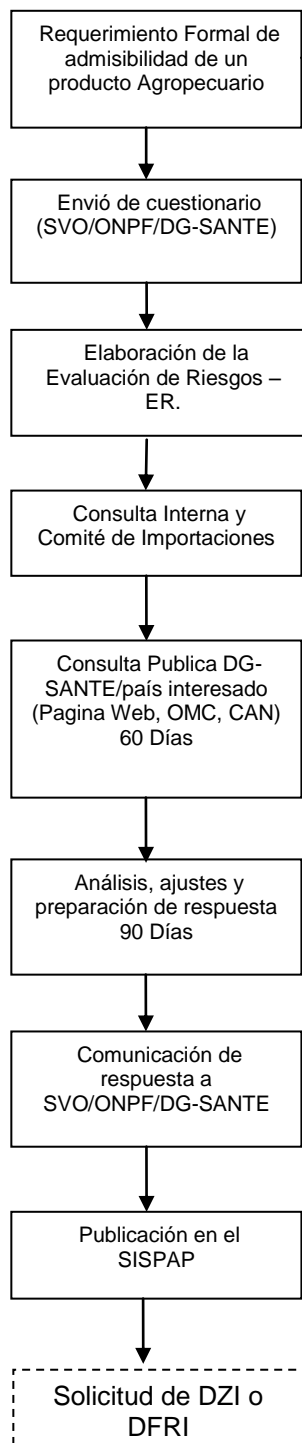 Requerimiento Formal de
admisibilidad de un
producto Agropecuario
Envió de cuestionario
(SVO/ONPF/DG-SANTE)
Elaboración de la
Evaluación de Riesgos –
ER.
Consulta Interna y
Comité de Importaciones
Consulta Publica DG-
SANTE/país interesado
(Pagina Web, OMC, CAN)
60 Días
Análisis, ajustes y
preparación de respuesta
90 Días
Comunicación de
respuesta a
SVO/ONPF/DG-SANTE
Publicación en el
SISPAP
Solicitud de DZI o
DFRI